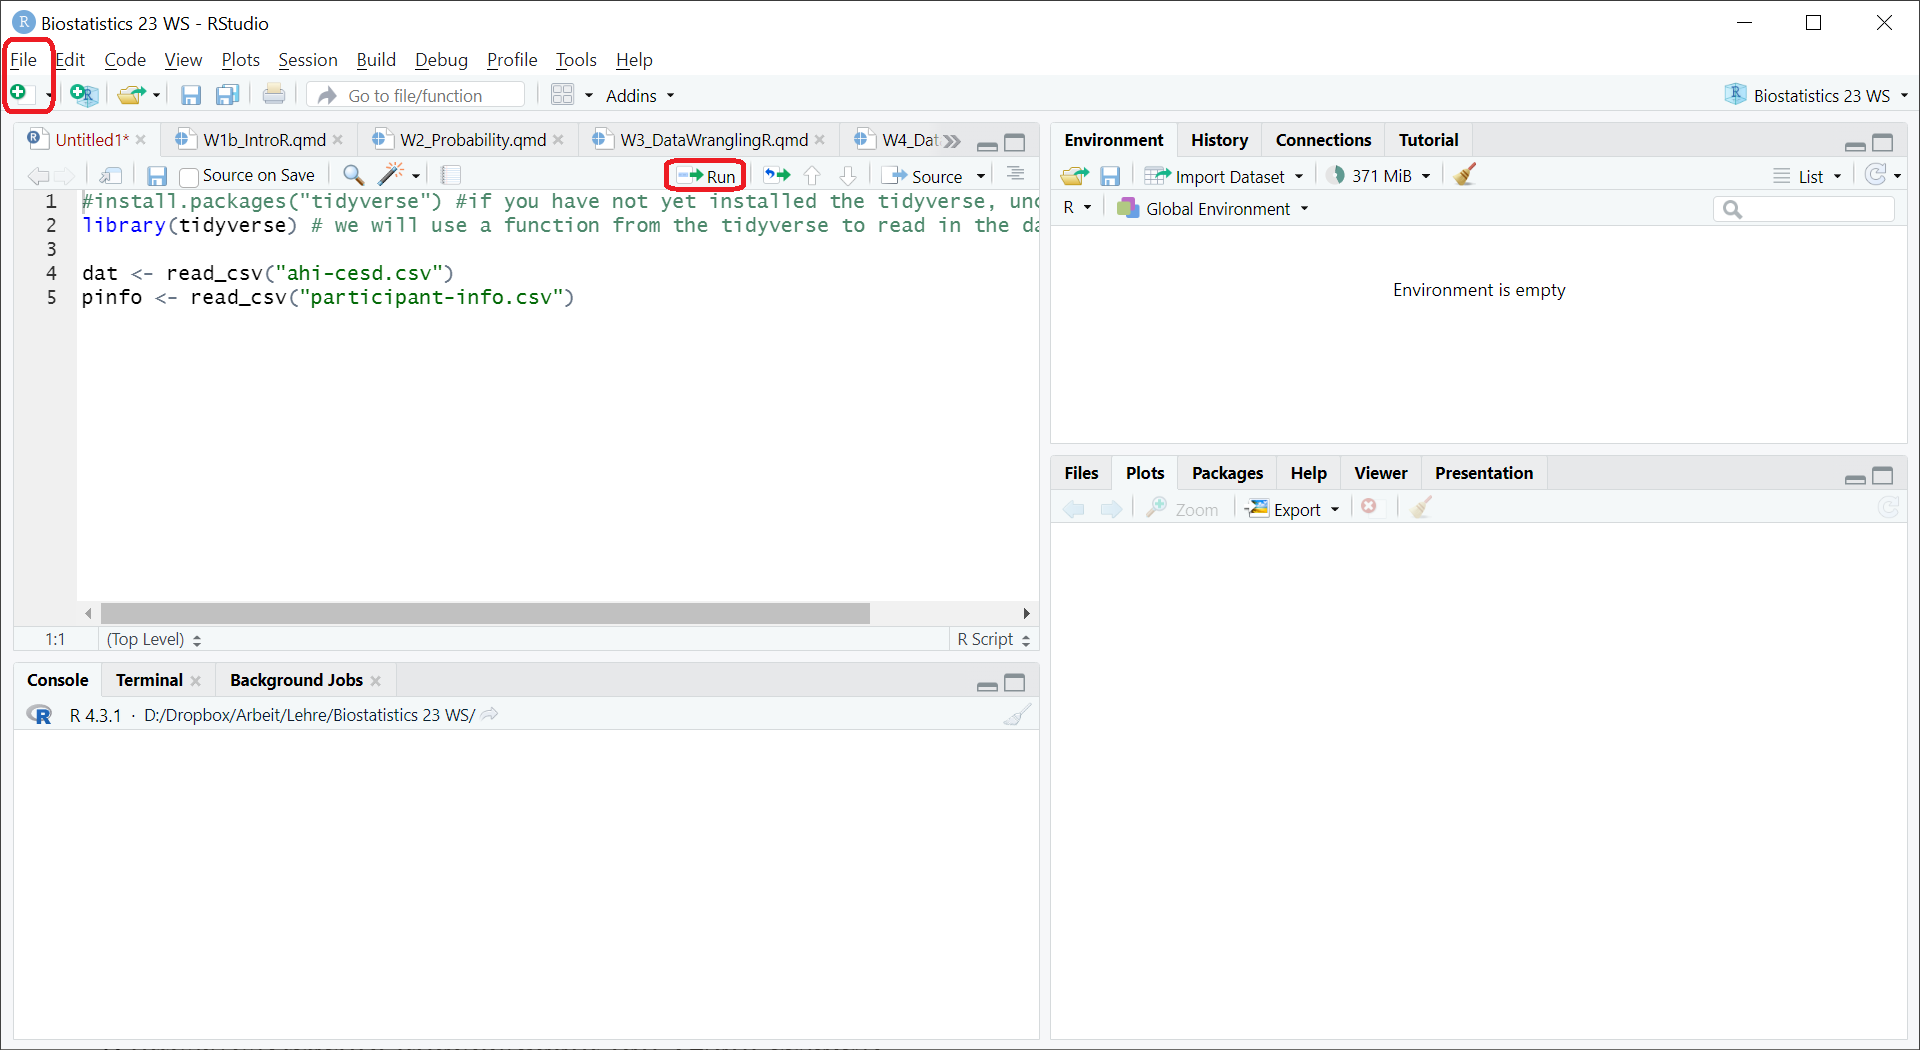 Biostatistics 23 WS - RStudio
File Edit Code View Plots Session Build Debug Profile Tools Help
Go to file/function Addins Biostatistics 23 WS
Untitled1* W1b_IntroR.qmd W2_Probability.qmd W3_DataWranglingR.qmd W4_Dat
Source on Save Run Source
1 #install.packages("tidyverse") #if you have not yet installed the tidyverse, unc
2 library(tidyverse) # we will use a function from the tidyverse to read in the da
3
4 dat <- read_csv("ahi-cesd.csv")
5 pinfo <- read_csv("participant-info.csv")
1:1 (Top Level) R Script
Console Terminal Background Jobs
R R 4.3.1 · D:/Dropbox/Arbeit/Lehre/Biostatistics 23 WS/
Environment History Connections Tutorial
Import Dataset 371 MiB List
R Global Environment
Environment is empty
Files Plots Packages Help Viewer Presentation
Zoom Export